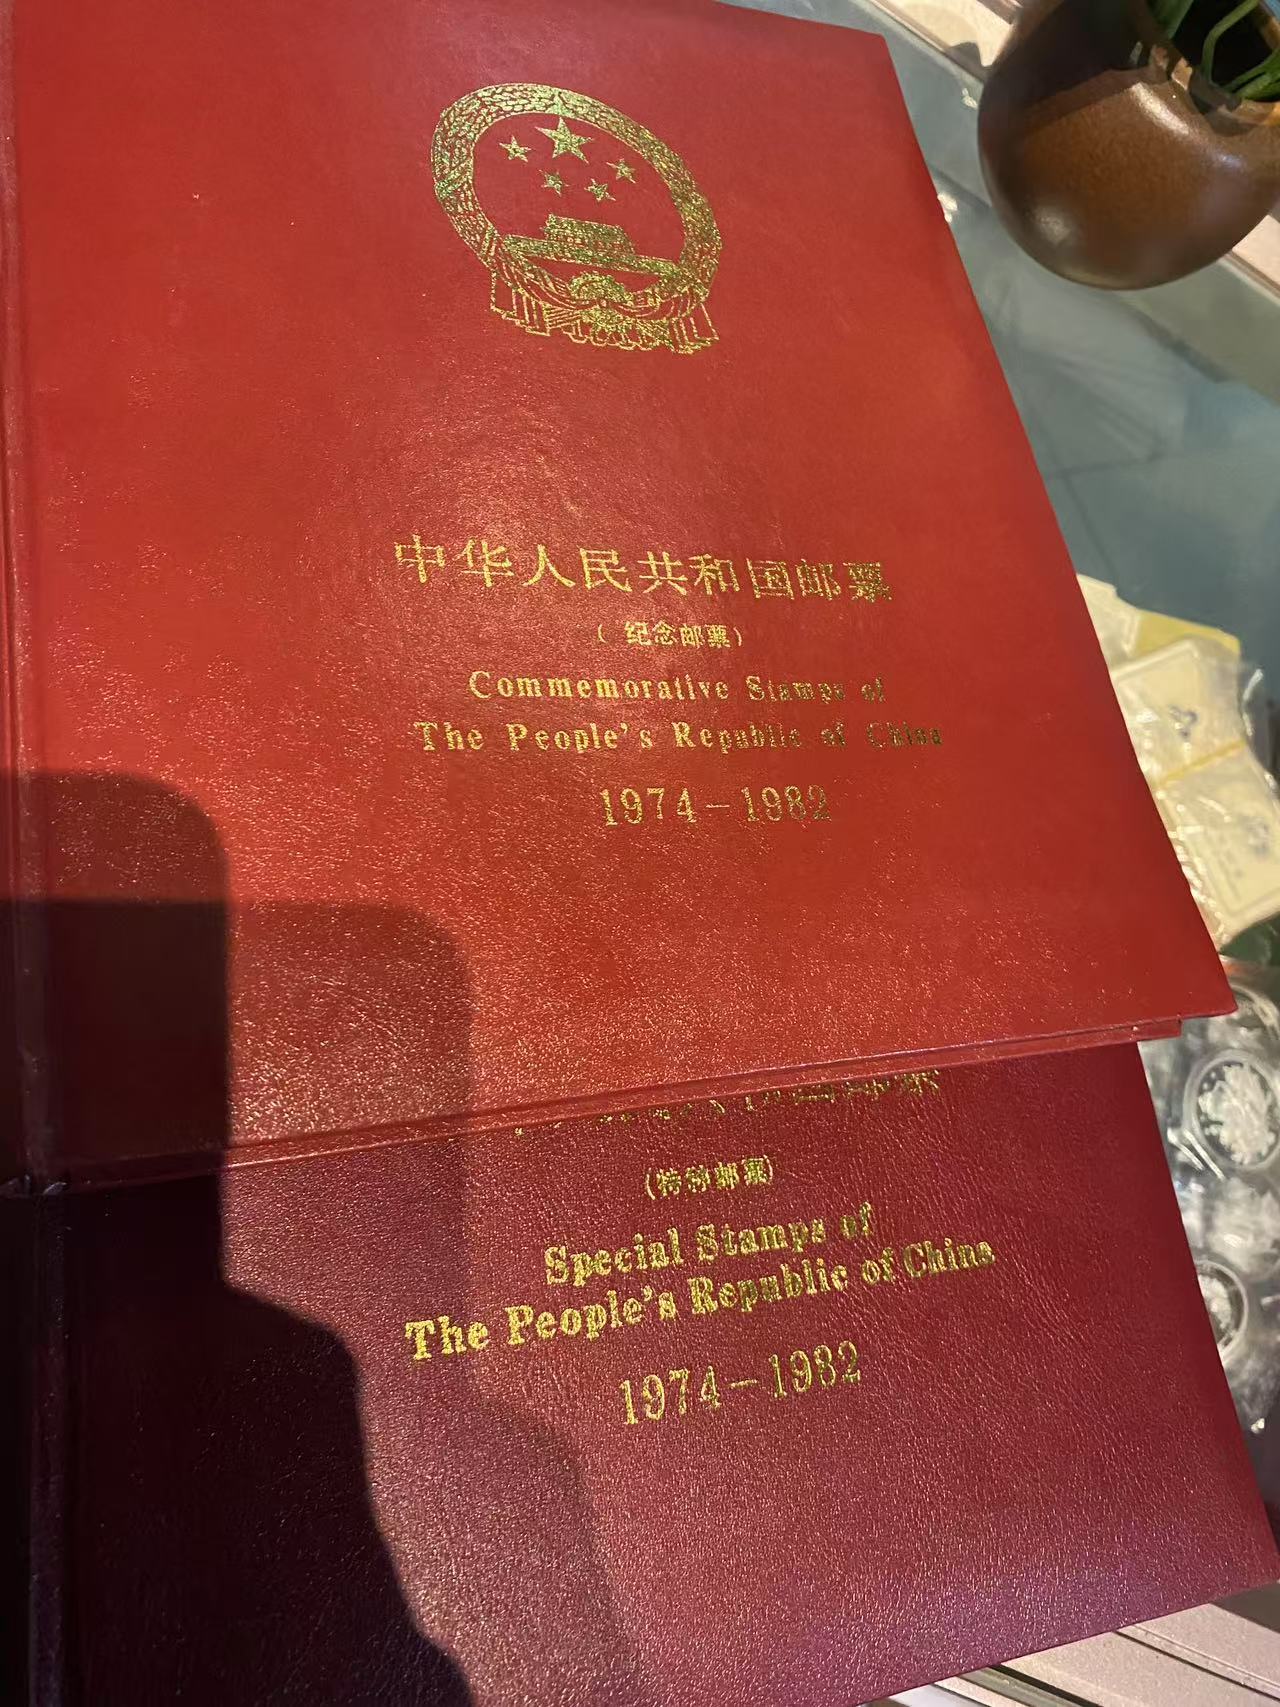 中华人民共和国邮票
（纪念邮票）
Commemorative Stamps of
The People's Republic of China
1974-1982
（特种邮票）
Special Stamps of
The People's Republic of China
1974-1982